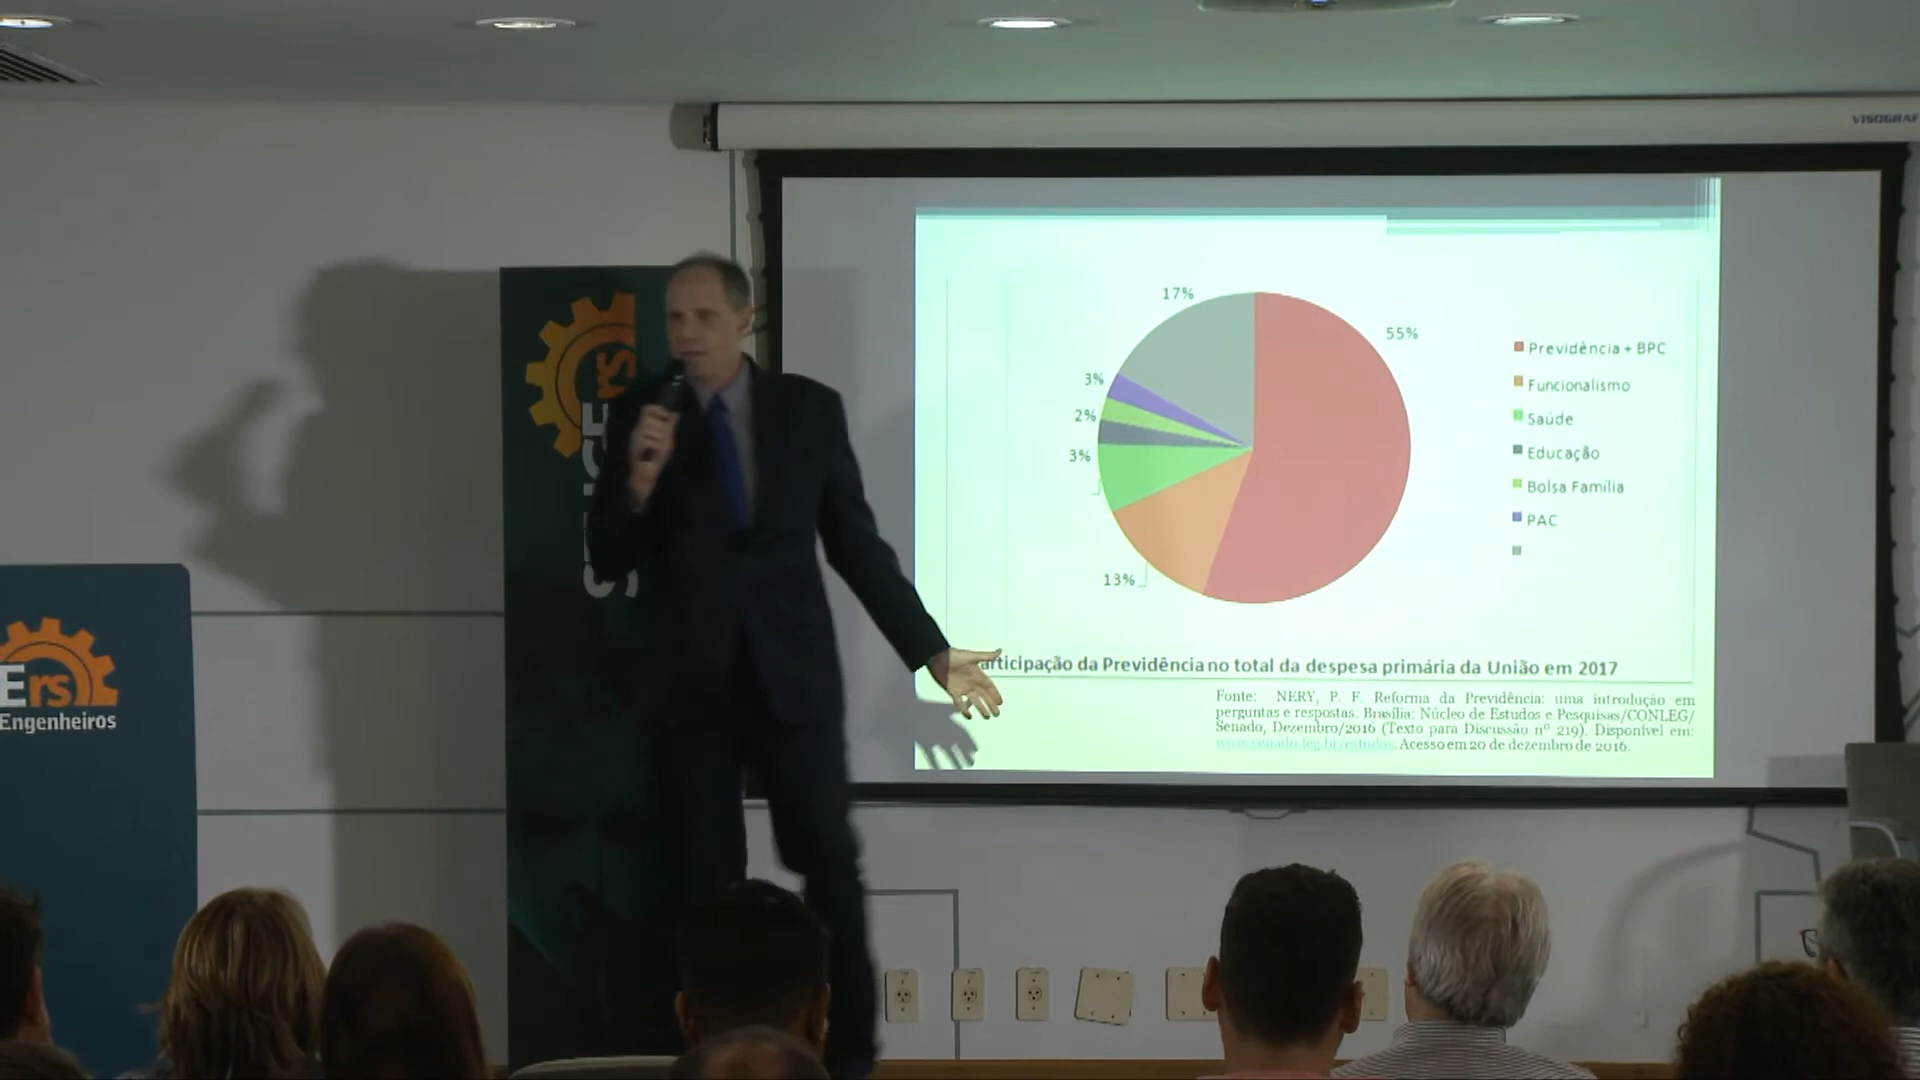 VISOGRAF
17%
55%
3%
2%
3%
13%
Previdência + BPC
Funcionalismo
Saúde
Educação
Bolsa Família
PAC
articipação da Previdência no total da despesa primária da União em 2017
Fonte: NERY, P. F. Reforma da Previdência: uma introdução em
perguntas e respostas. Brasília: Núcleo de Estudos e Pesquisas/CONLEG/
Senado, Dezembro/2016 (Texto para Discussão nº 219). Disponível em:
www.senado.leg.br/estudos. Acesso em 20 de dezembro de 2016.
rs
Ers
Engenheiros